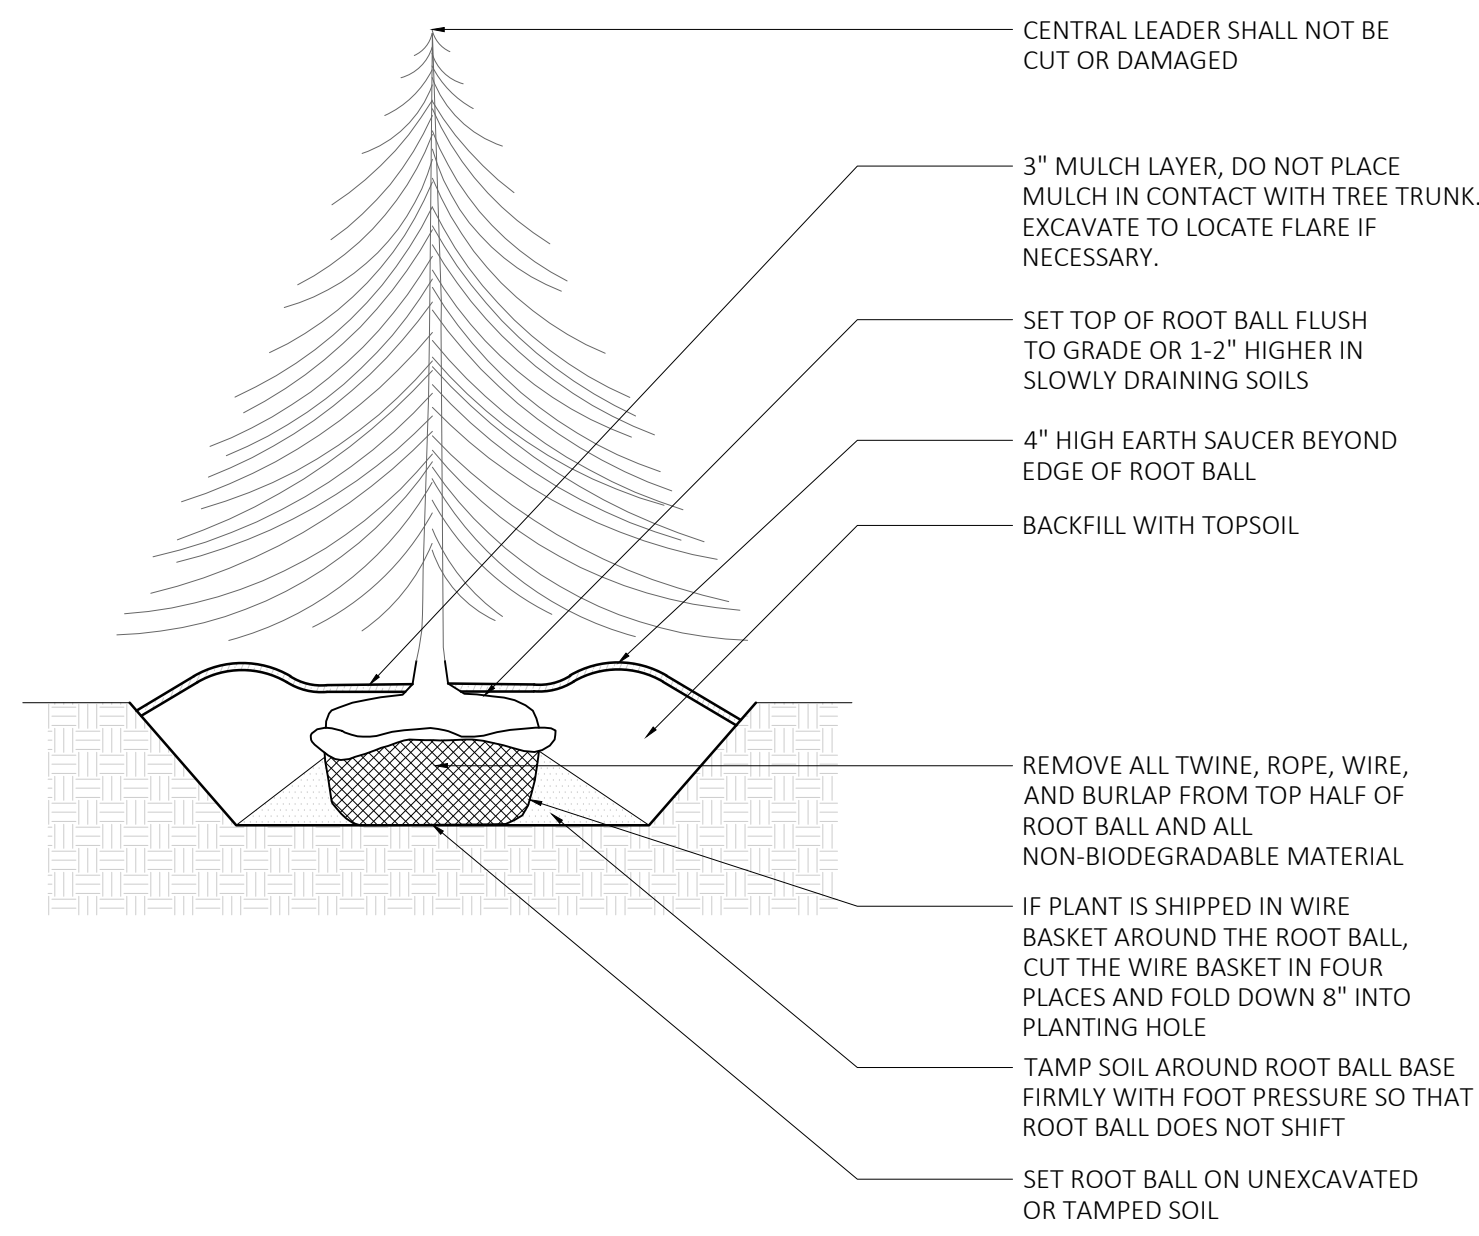 CENTRAL LEADER SHALL NOT BE
CUT OR DAMAGED
3" MULCH LAYER, DO NOT PLACE
MULCH IN CONTACT WITH TREE TRUNK.
EXCAVATE TO LOCATE FLARE IF
NECESSARY.
SET TOP OF ROOT BALL FLUSH
TO GRADE OR 1-2" HIGHER IN
SLOWLY DRAINING SOILS
4" HIGH EARTH SAUCER BEYOND
EDGE OF ROOT BALL
BACKFILL WITH TOPSOIL
REMOVE ALL TWINE, ROPE, WIRE,
AND BURLAP FROM TOP HALF OF
ROOT BALL AND ALL
NON-BIODEGRADABLE MATERIAL
IF PLANT IS SHIPPED IN WIRE
BASKET AROUND THE ROOT BALL,
CUT THE WIRE BASKET IN FOUR
PLACES AND FOLD DOWN 8" INTO
PLANTING HOLE
TAMP SOIL AROUND ROOT BALL BASE
FIRMLY WITH FOOT PRESSURE SO THAT
ROOT BALL DOES NOT SHIFT
SET ROOT BALL ON UNEXCAVATED
OR TAMPED SOIL